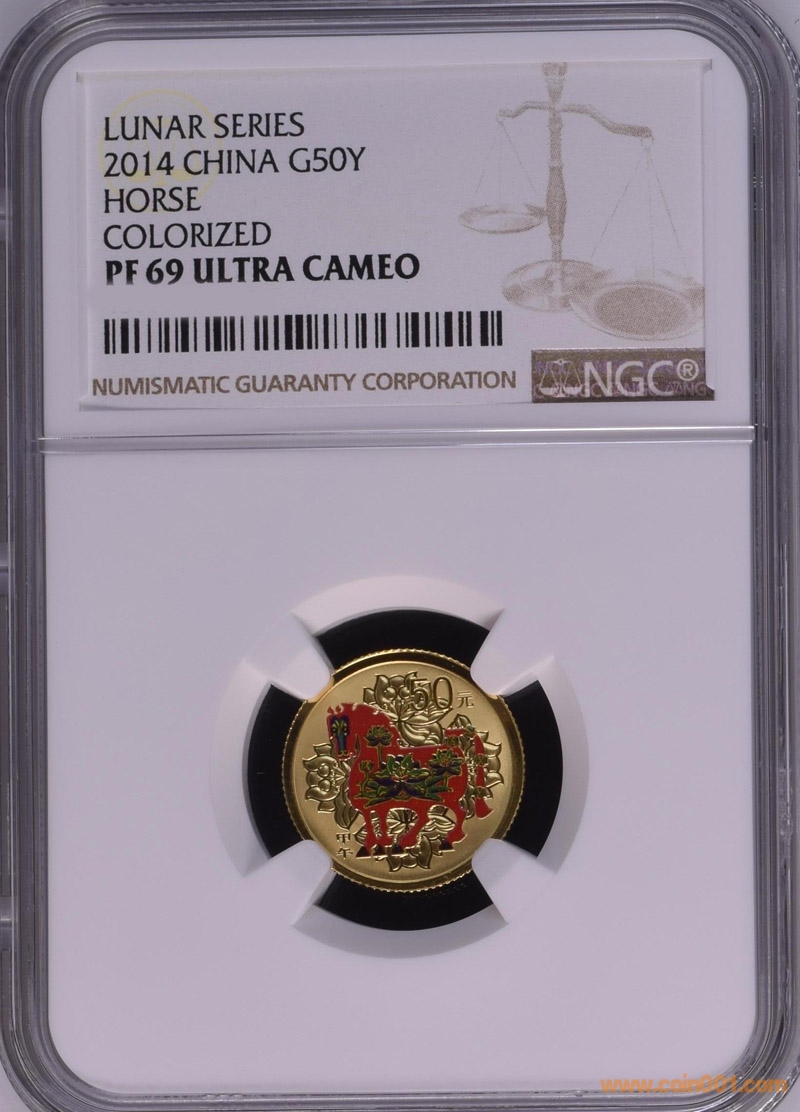 LUNAR SERIES
2014 CHINA G50Y
HORSE
COLORIZED
PF 69 ULTRA CAMEO
NUMISMATIC GUARANTY CORPORATION
NGC®
50元
甲
午
www.coin001.com